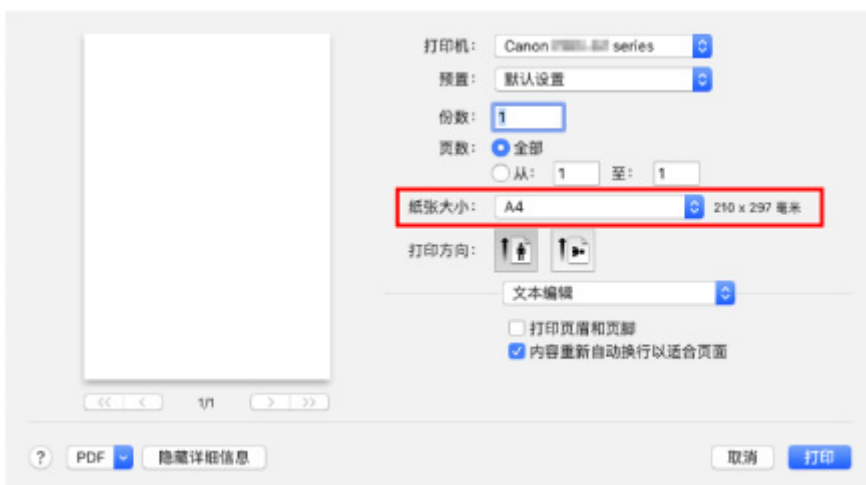 打印机： Canon series
预置： 默认设置
份数： 1
页数： 全部
从： 1 至： 1
纸张大小： A4 210 x 297 毫米
打印方向：
文本编辑
打印页眉和页脚
内容重新自动换行以适合页面
1/1
? PDF 隐藏详细信息 取消 打印